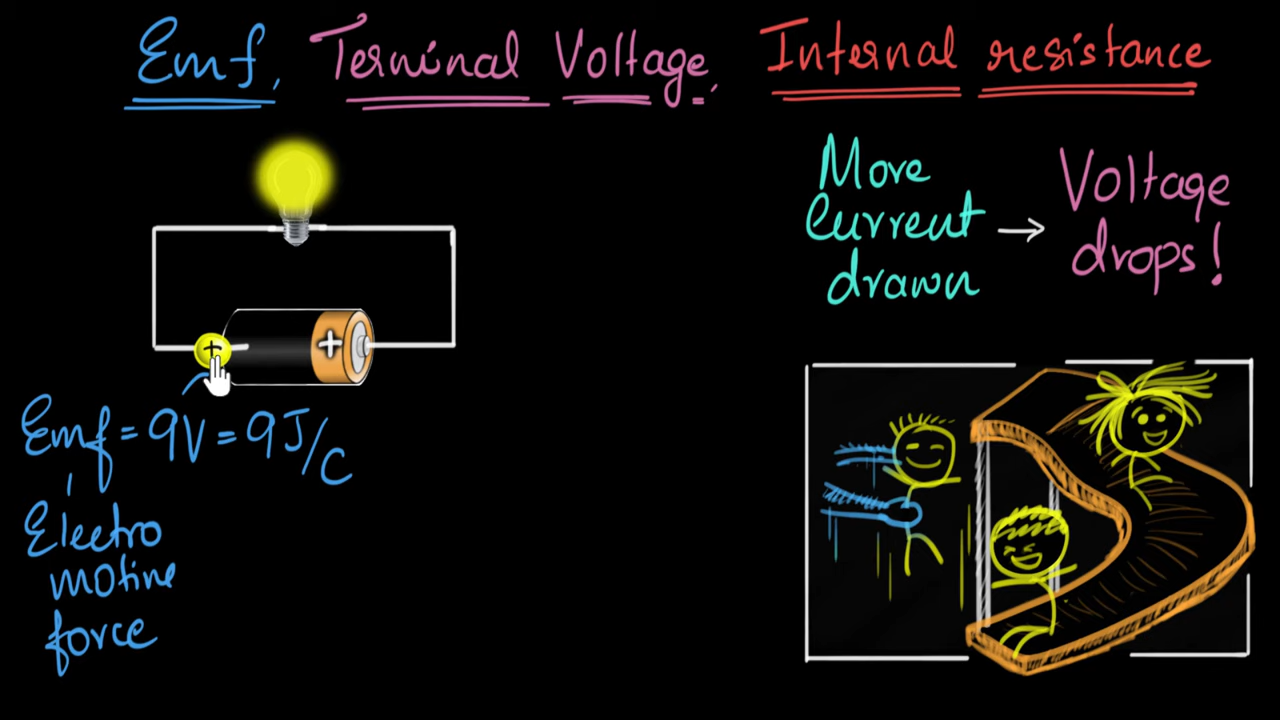 Emf, Terminal Voltage, Internal resistance
More
Current
drawn
→ Voltage
drops!
+
+
Emf = 9V = 9J/C
Electro
motive
force